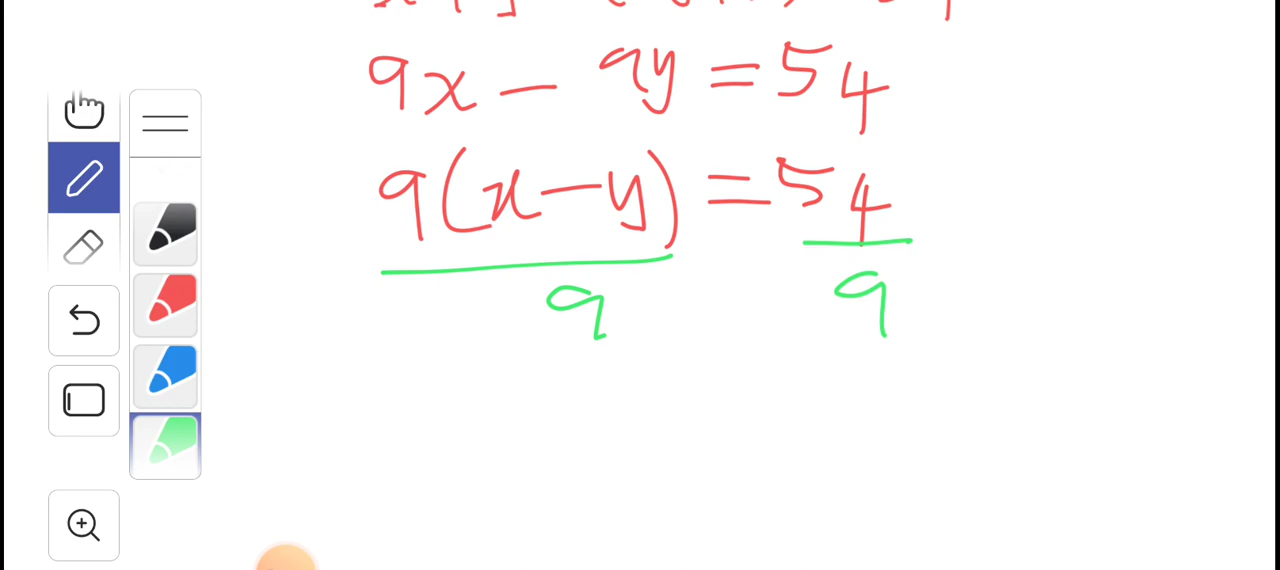 9x - 9y = 54
9(x-y) = 54
9 9